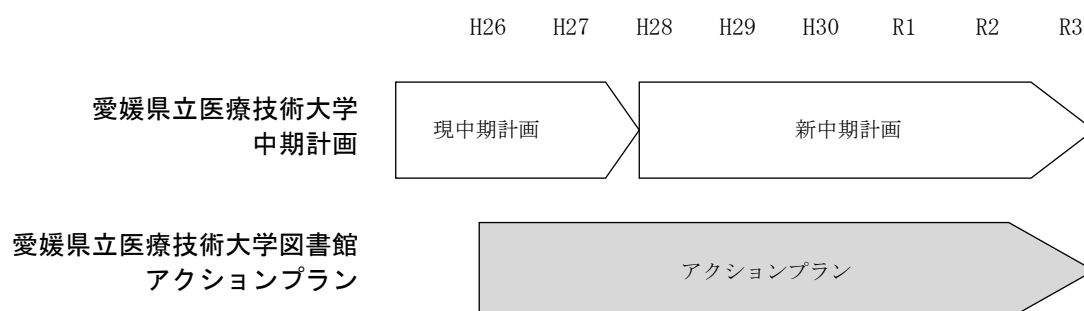 H26 H27 H28 H29 H30 R1 R2 R3
愛媛県立医療技術大学
中期計画
現中期計画
新中期計画
愛媛県立医療技術大学図書館
アクションプラン
アクションプラン